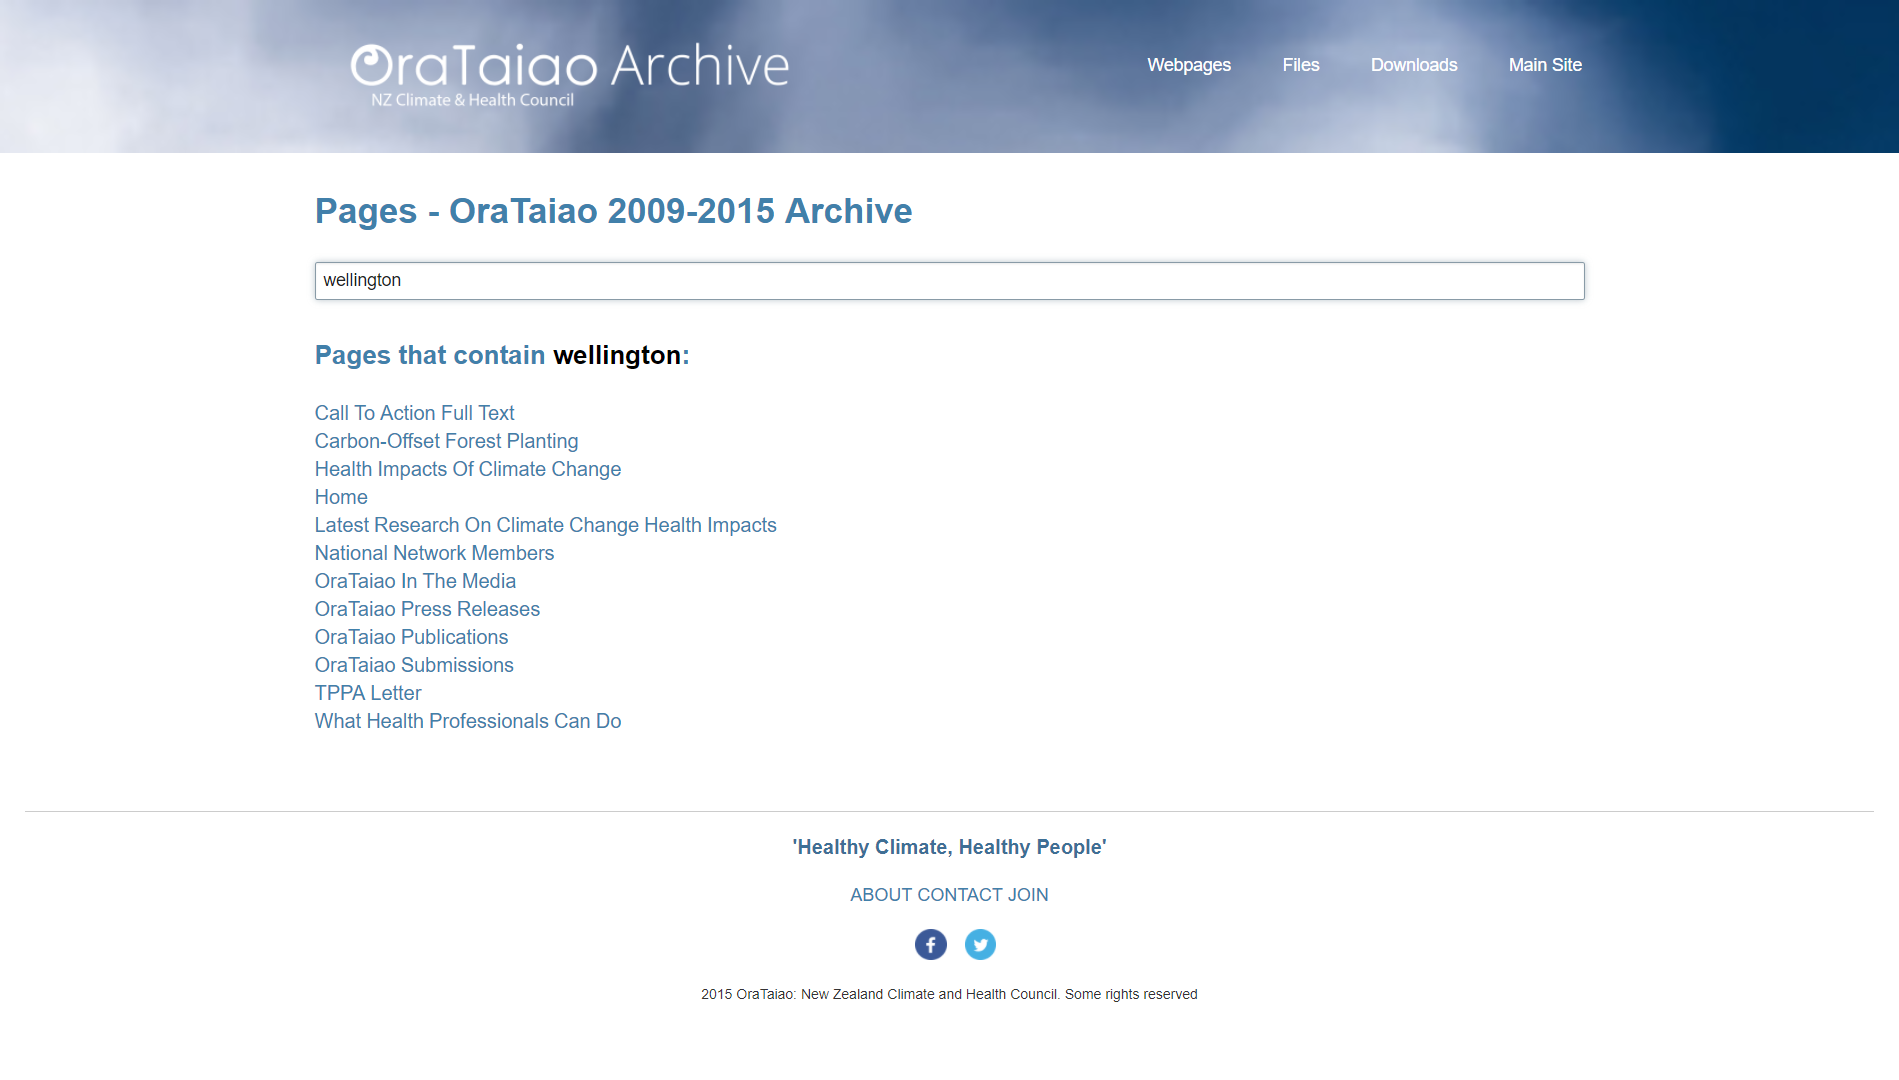 OraTaiao Archive
NZ Climate & Health Council
Webpages Files Downloads Main Site
Pages - OraTaiao 2009-2015 Archive
wellington
Pages that contain wellington:
Call To Action Full Text
Carbon-Offset Forest Planting
Health Impacts Of Climate Change
Home
Latest Research On Climate Change Health Impacts
National Network Members
OraTaiao In The Media
OraTaiao Press Releases
OraTaiao Publications
OraTaiao Submissions
TPPA Letter
What Health Professionals Can Do
'Healthy Climate, Healthy People'
ABOUT CONTACT JOIN
2015 OraTaiao: New Zealand Climate and Health Council. Some rights reserved